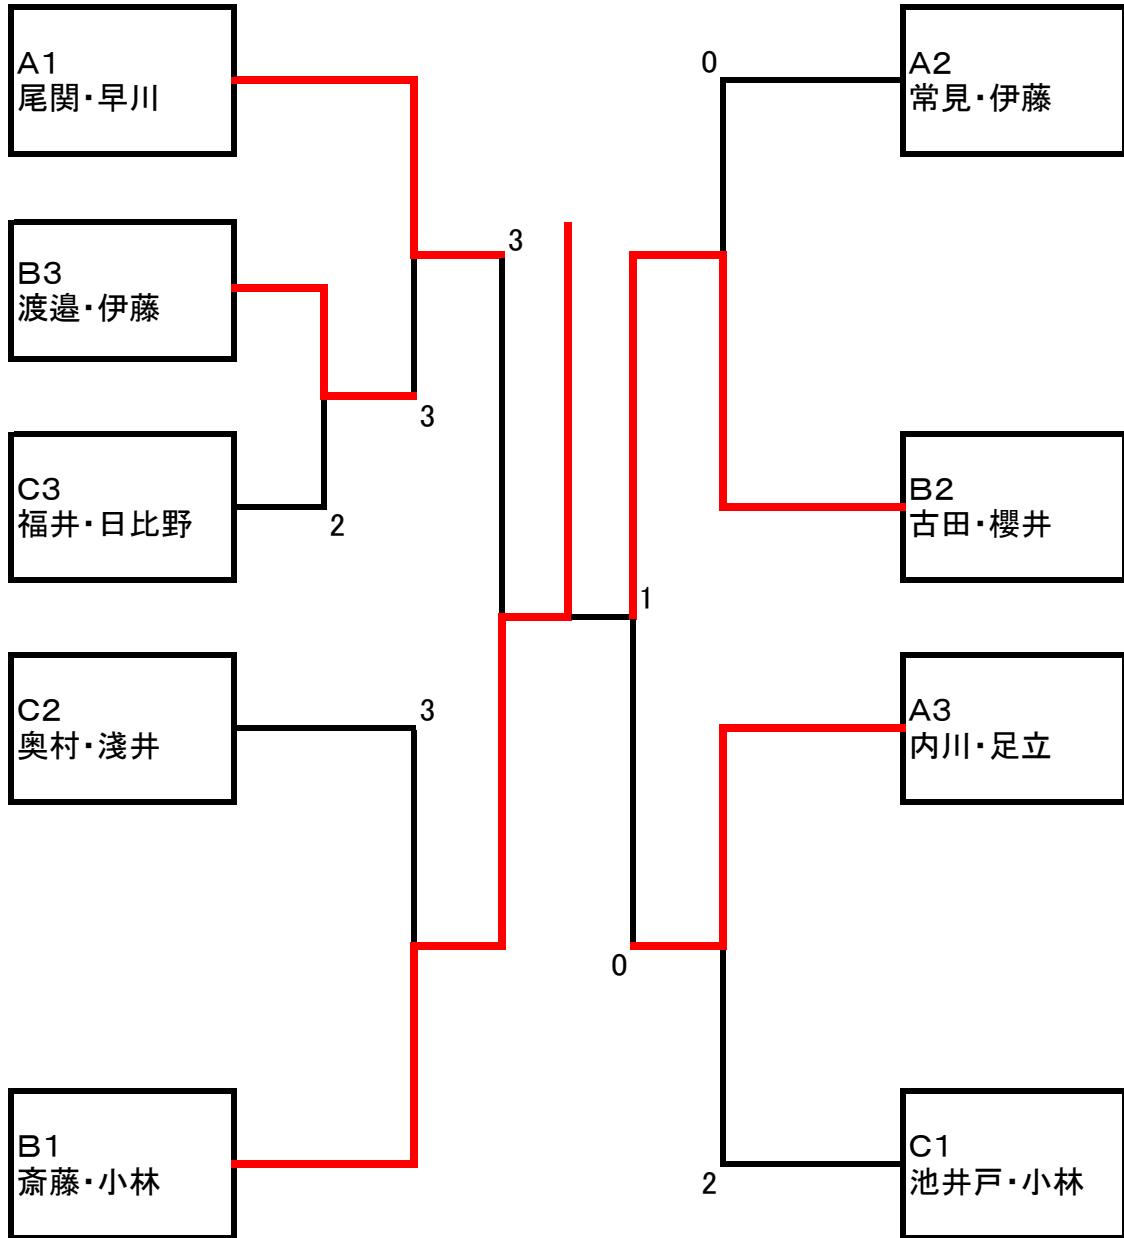 A1
尾関・早川
0
A2
常見・伊藤
3
B3
渡邉・伊藤
3
C3
福井・日比野
2
B2
古田・櫻井
1
C2
奥村・淺井
3
A3
内川・足立
0
B1
斎藤・小林
2
C1
池井戸・小林